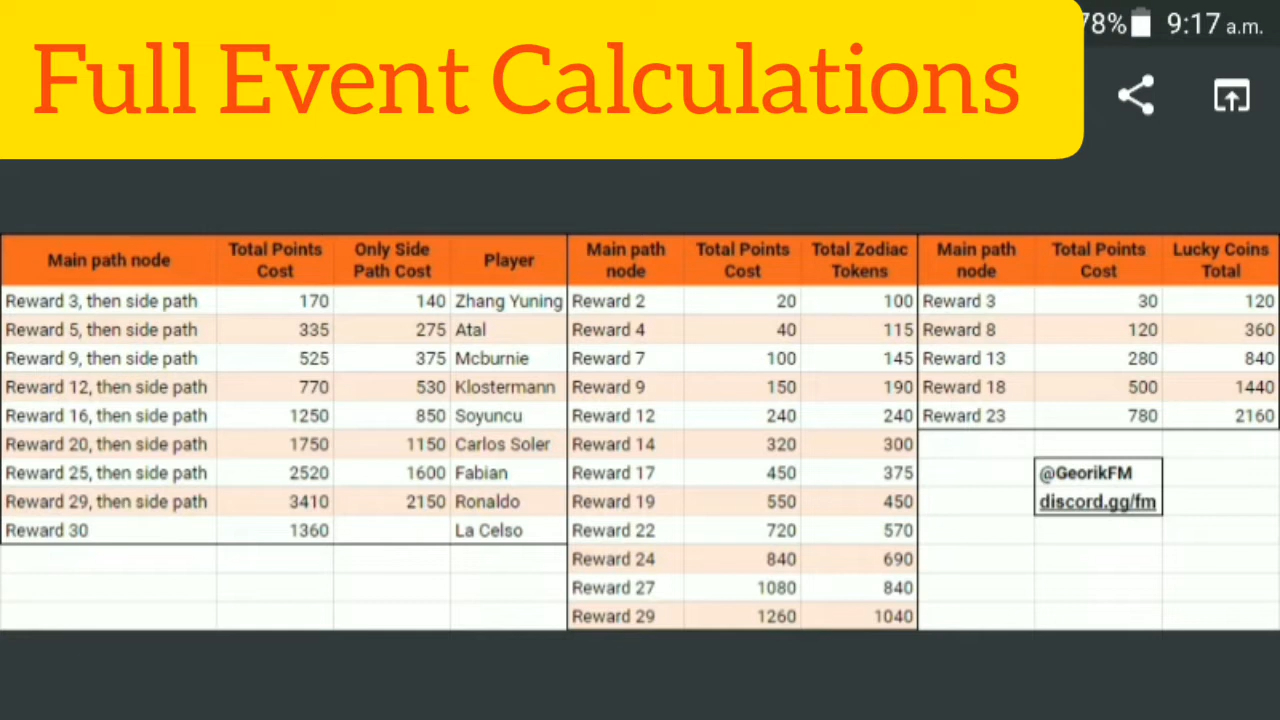 Full Event Calculations
78% 9:17 a.m.
Main path node Total Points Cost Only Side Path Cost Player Main path node Total Points Cost Total Zodiac Tokens Main path node Total Points Cost Lucky Coins Total
Reward 3, then side path 170 140 Zhang Yuning Reward 2 20 100 Reward 3 30 120
Reward 5, then side path 335 275 Atal Reward 4 40 115 Reward 8 120 360
Reward 9, then side path 525 375 Mcburnie Reward 7 100 145 Reward 13 280 840
Reward 12, then side path 770 530 Klostermann Reward 9 150 190 Reward 18 500 1440
Reward 16, then side path 1250 850 Soyuncu Reward 12 240 240 Reward 23 780 2160
Reward 20, then side path 1750 1150 Carlos Soler Reward 14 320 300
Reward 25, then side path 2520 1600 Fabian Reward 17 450 375 @GeorikFM
Reward 29, then side path 3410 2150 Ronaldo Reward 19 550 450 discord.gg/fm
Reward 30 1360 La Celso Reward 22 720 570
Reward 24 840 690
Reward 27 1080 840
Reward 29 1260 1040